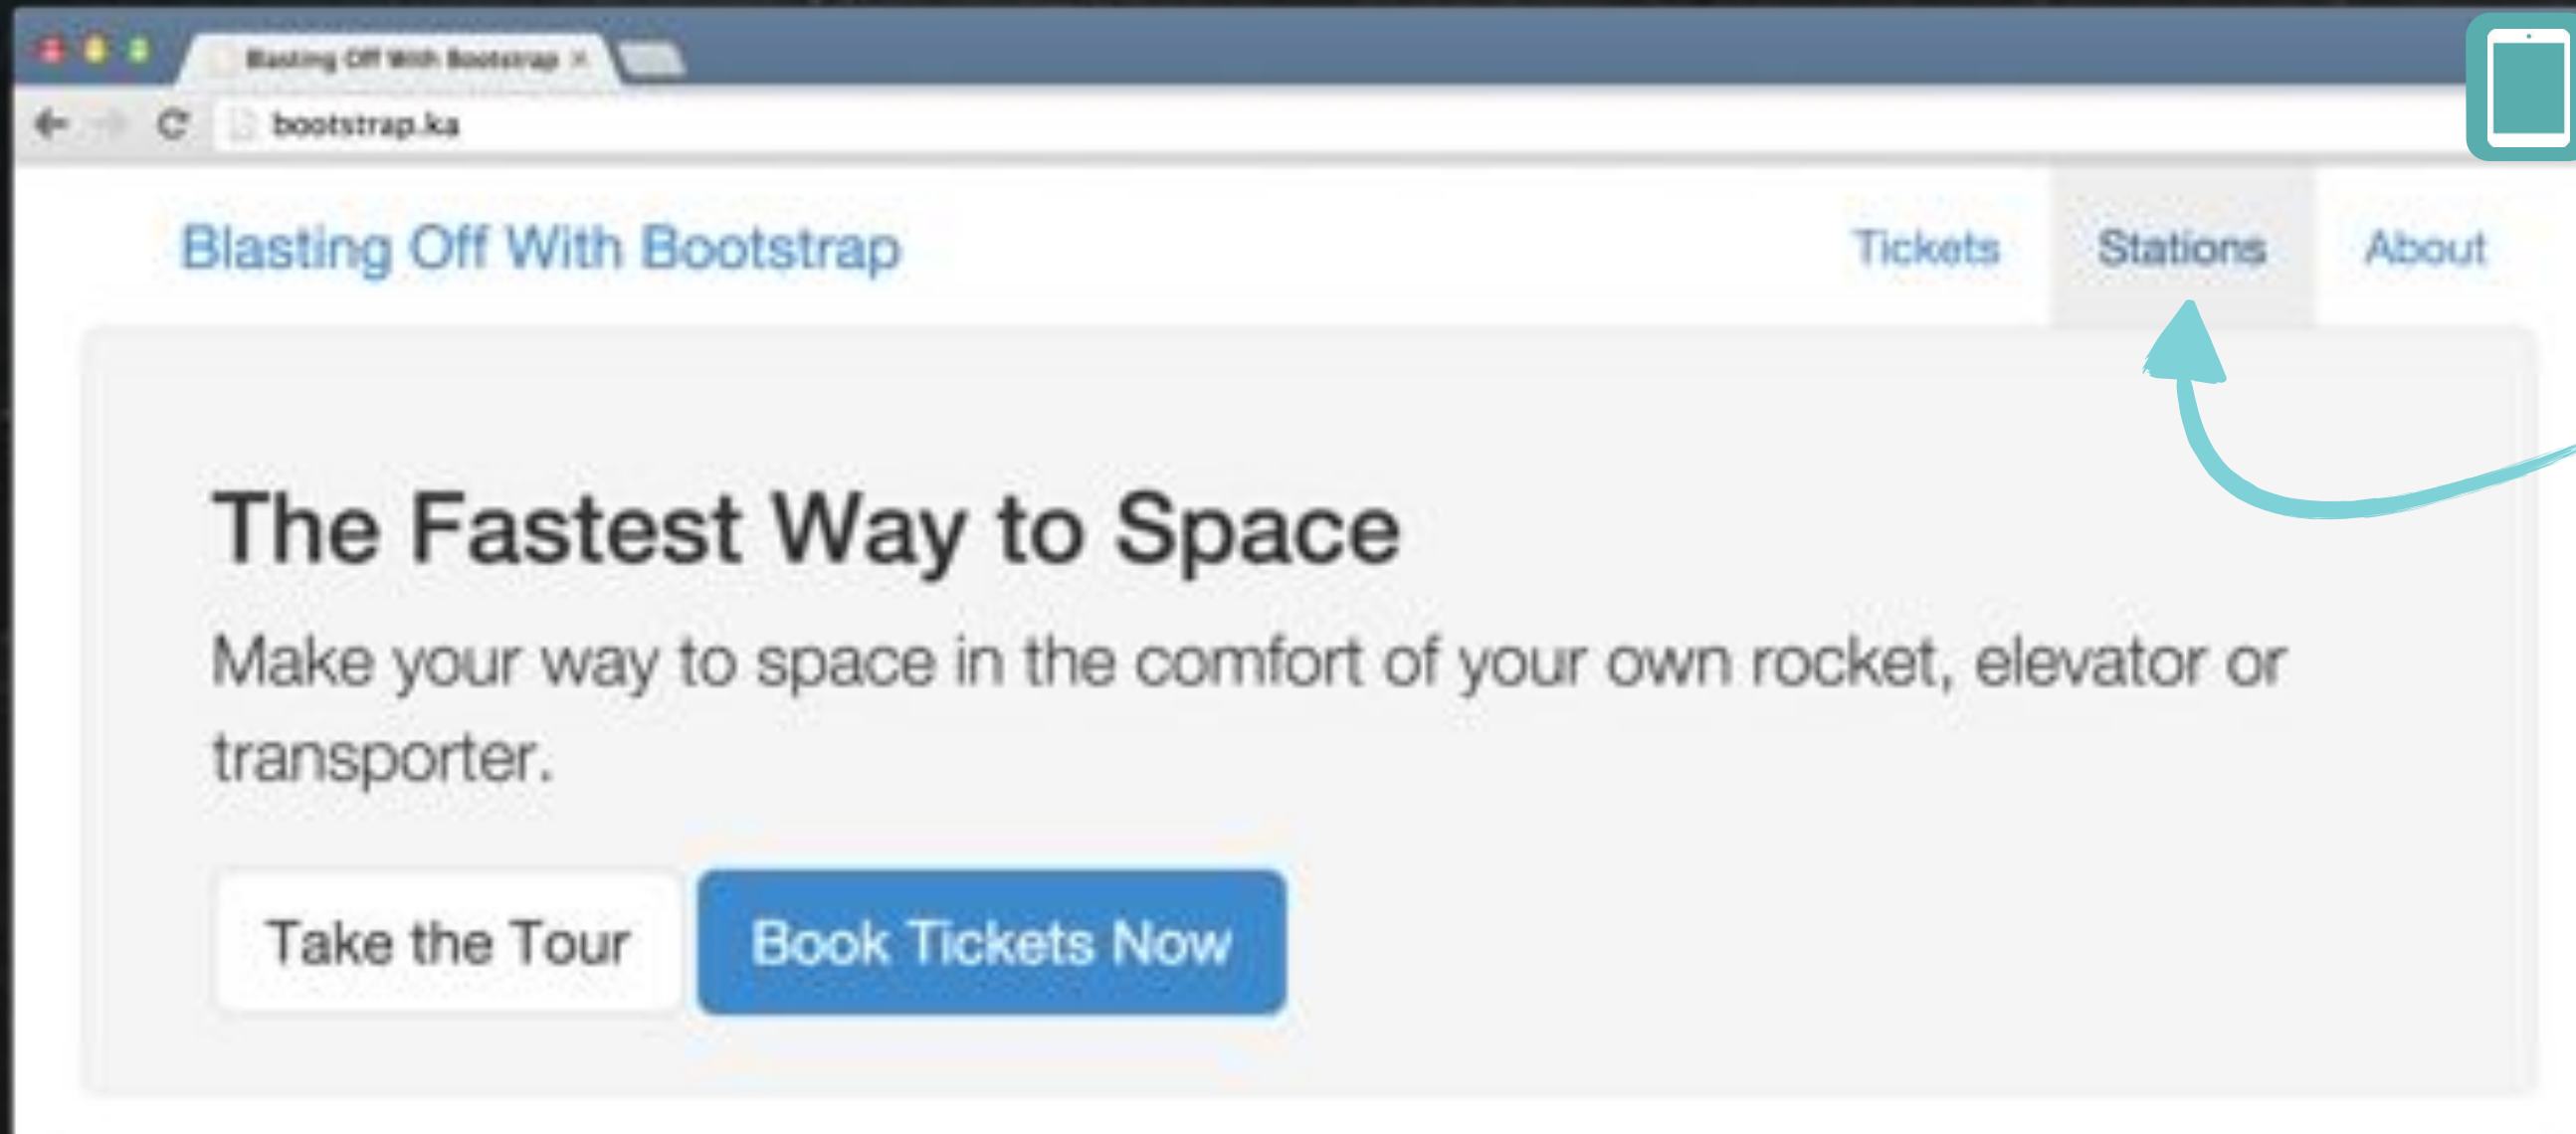 Blasting Off With Bootstrap
bootstrap.ka
Blasting Off With Bootstrap
Tickets
Stations
About
The Fastest Way to Space
Make your way to space in the comfort of your own rocket, elevator or
transporter.
Take the Tour
Book Tickets Now